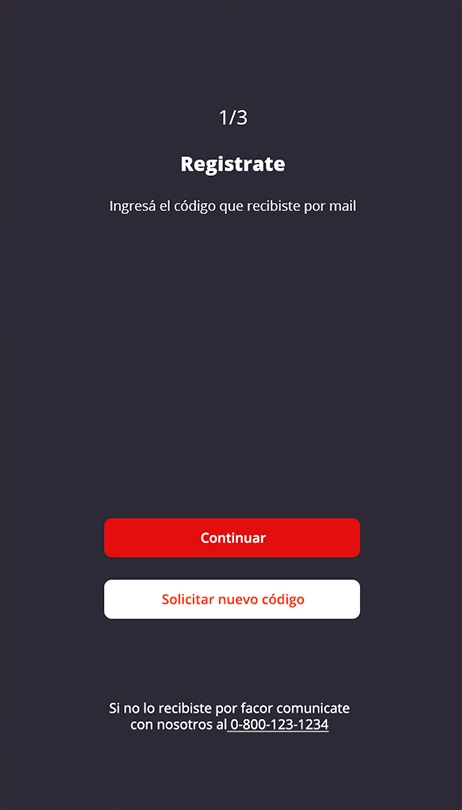 1/3
Registrate
Ingresá el código que recibiste por mail
Continuar
Solicitar nuevo código
Si no lo recibiste por facor comunicate
con nosotros al 0-800-123-1234